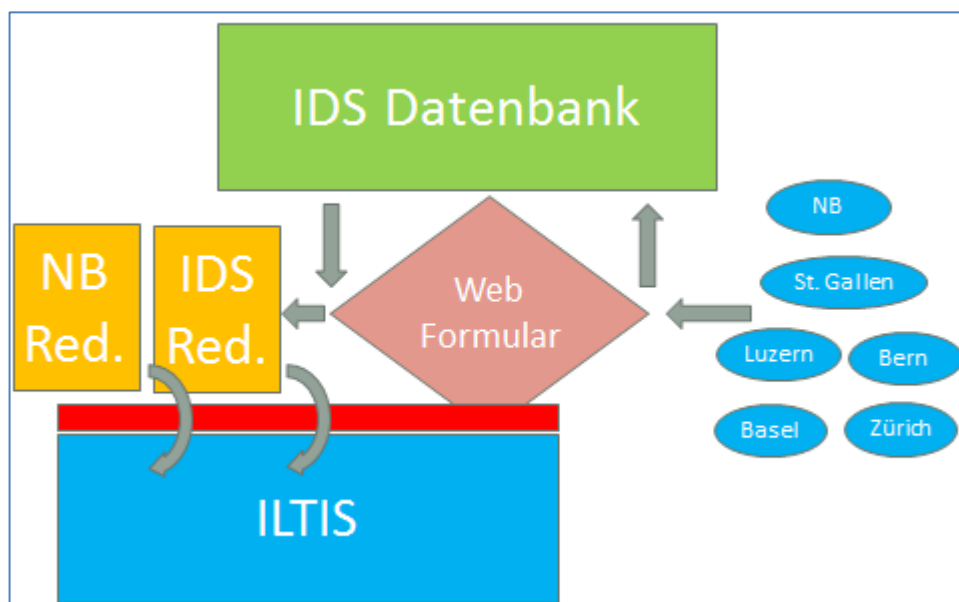 IDS Datenbank
NB
St. Gallen
NB
Red.
IDS
Red.
Web
Formular
Luzern
Bern
Basel
Zürich
ILTIS